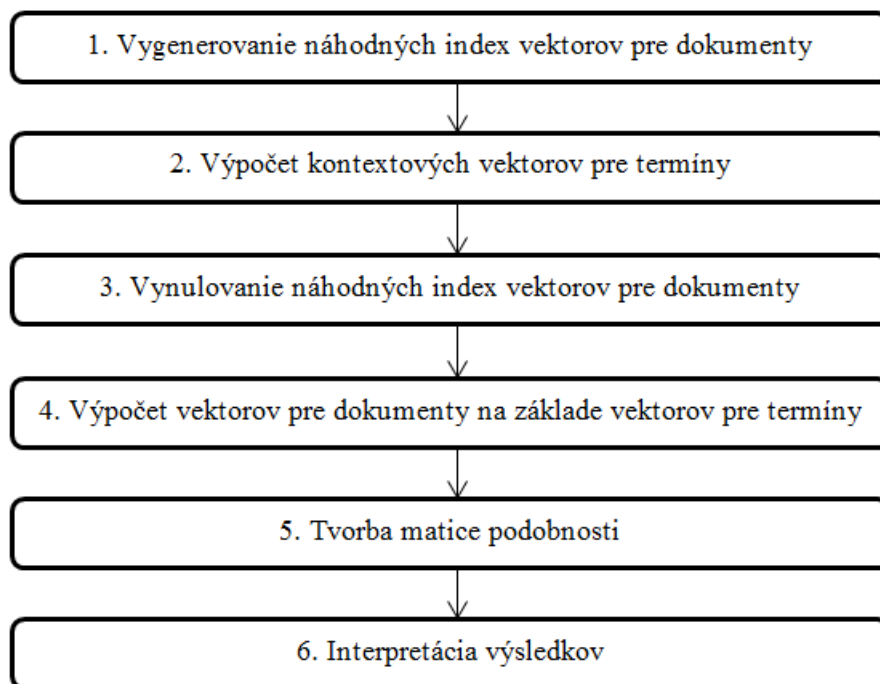 1. Vygenerovanie náhodných index vektorov pre dokumenty
2. Výpočet kontextových vektorov pre termíny
3. Vynulovanie náhodných index vektorov pre dokumenty
4. Výpočet vektorov pre dokumenty na základe vektorov pre termíny
5. Tvorba matice podobnosti
6. Interpretácia výsledkov